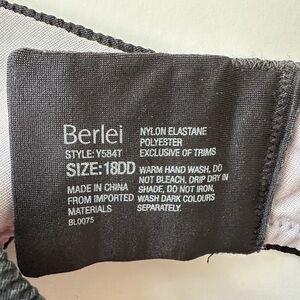 Berlei
STYLE: Y584T
SIZE:18DD
MADE IN CHINA
FROM IMPORTED
MATERIALS
BL0075
NYLON ELASTANE
POLYESTER
EXCLUSIVE OF TRIMS
WARM HAND WASH, DO
NOT BLEACH, DRIP DRY IN
SHADE, DO NOT IRON,
WASH DARK COLOURS
SEPARATELY.